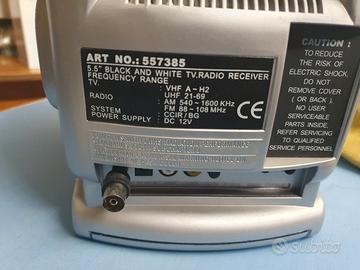 ART NO.: 557385
5.5" BLACK AND WHITE TV.RADIO RECEIVER
FREQUENCY RANGE
TV : VHF A~H2
UHF 21-69
RADIO : AM 540~1600 KHz
FM 88~108 MHz
SYSTEM : CCIR/BG
POWER SUPPLY : DC 12V
CE
CAUTION :
TO REDUCE
THE RISK OF
ELECTRIC SHOCK,
DO NOT
REMOVE COVER
( OR BACK ).
NO USER
SERVICEABLE
PARTS INSIDE,
REFER SERVICING
TO QUALIFIED
SERVICE PERSONNEL.
subito